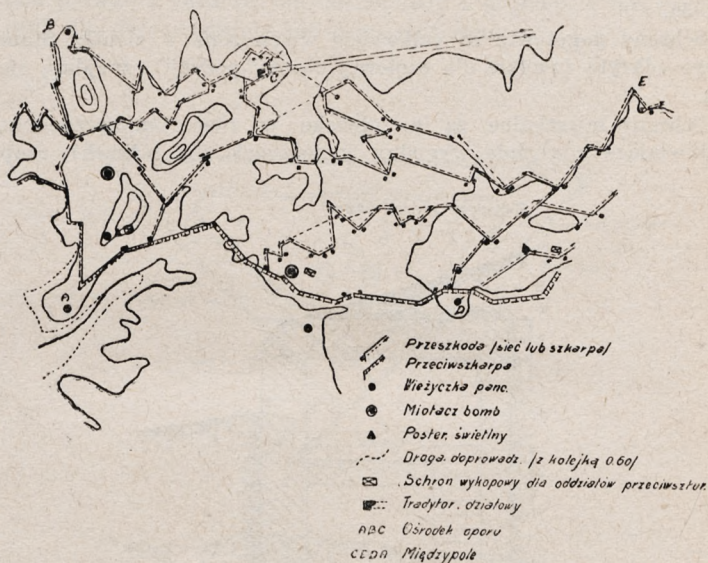 B
C
E
A
D
Przeszkoda /sieć lub szkarpa/
Przeciwszkarpa
Wieżyczka panc.
Miotacz bomb
Poster. świetlny
Droga doprowadz. /z kolejką 0.60/
Schron wykopowy dla oddziałów przeciwsztur.
Tradytor. działowy
ABC Ośrodek oporu
CEDA Międzypole